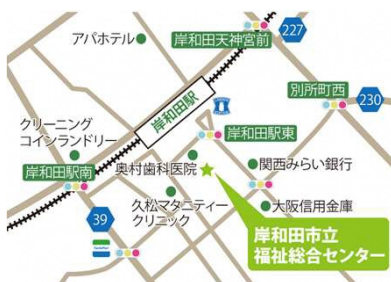 アパホテル
岸和田天神宮前
227
別所町西
230
岸和田駅
クリーニング
コインランドリー
岸和田駅東
岸和田駅南
奥村歯科医院
関西みらい銀行
39
久松マタニティー
クリニック
大阪信用金庫
岸和田市立
福祉総合センター
FamilyMart